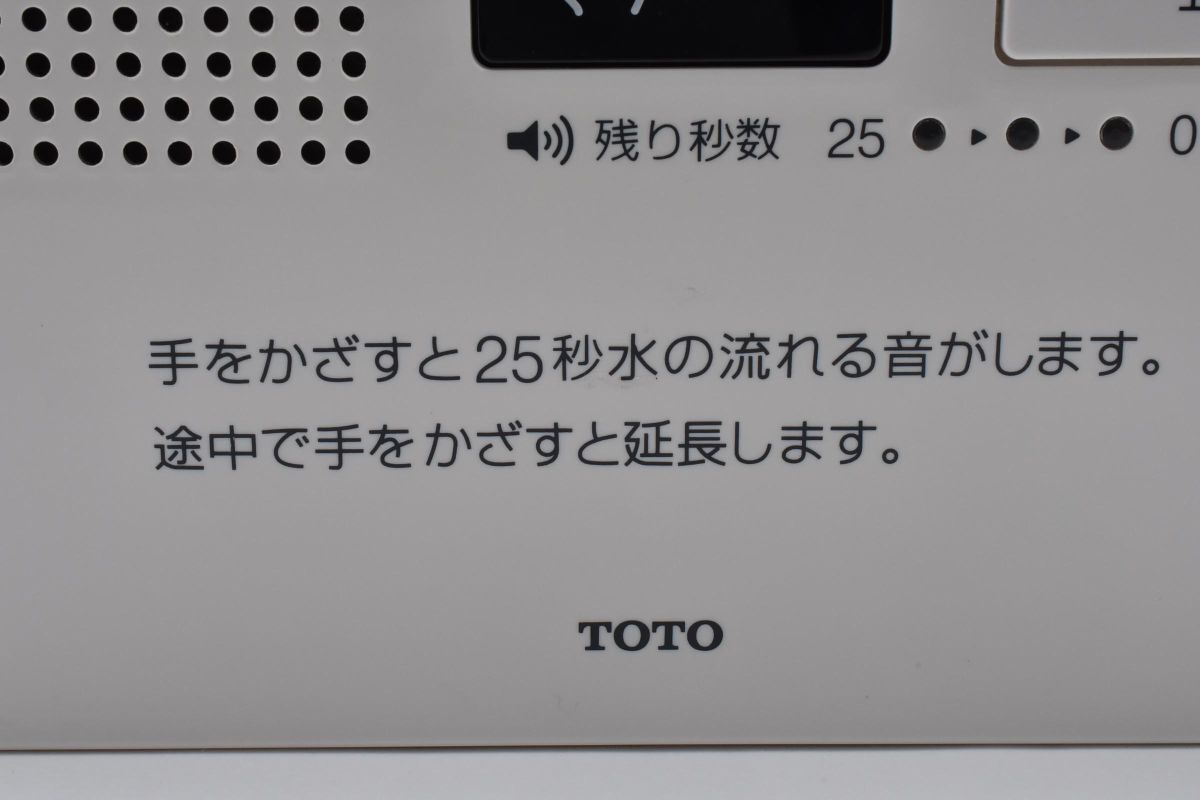 残り秒数 25 ● ▸ ● ▸ ● 0
手をかざすと25秒水の流れる音がします。
途中で手をかざすと延長します。
TOTO